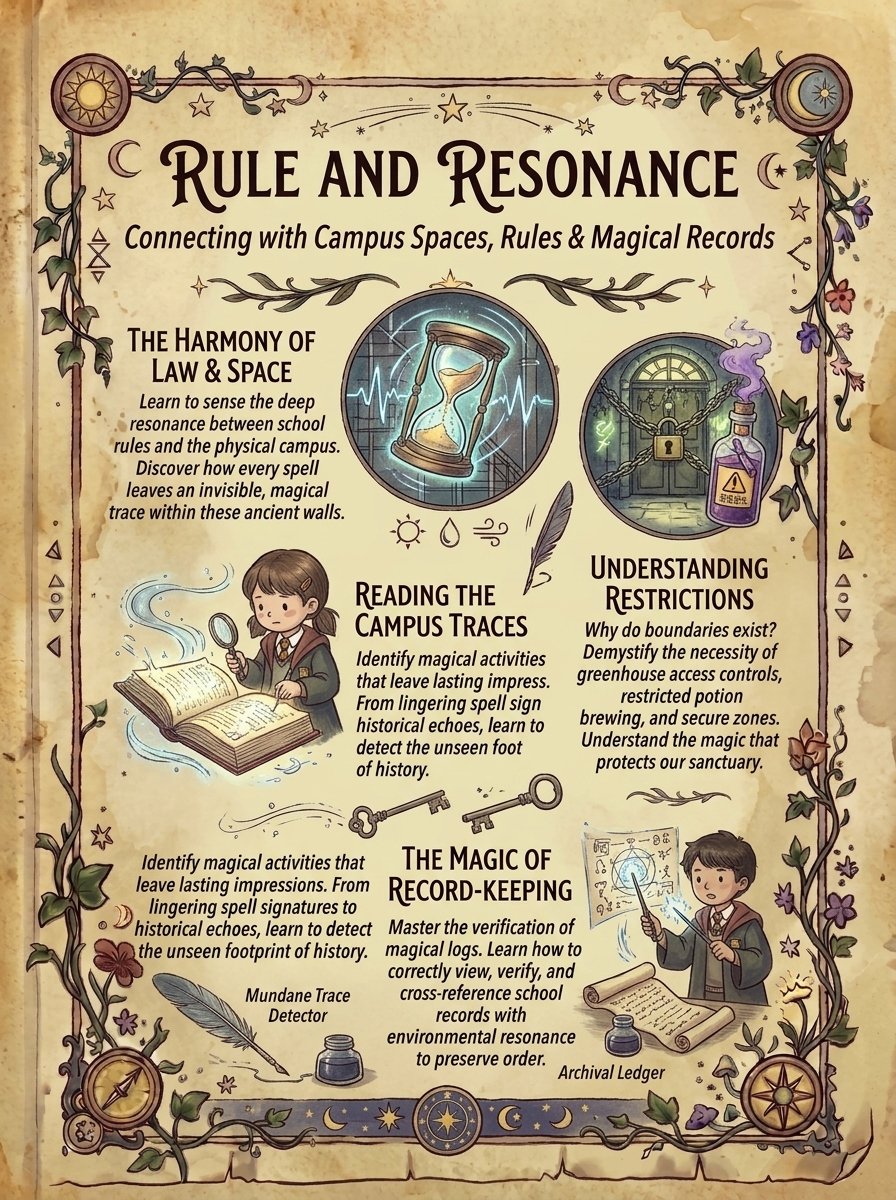 RULE AND RESONANCE
Connecting with Campus Spaces, Rules & Magical Records
THE HARMONY OF
LAW & SPACE
Learn to sense the deep
resonance between school
rules and the physical campus.
Discover how every spell
leaves an invisible, magical
trace within these ancient walls.
READING THE
CAMPUS TRACES
Identify magical activities
that leave lasting impress.
From lingering spell sign
historical echoes, learn to
detect the unseen foot
of history.
UNDERSTANDING
RESTRICTIONS
Why do boundaries exist?
Demystify the necessity of
greenhouse access controls,
restricted potion
brewing, and secure zones.
Understand the magic that
protects our sanctuary.
Identify magical activities that
leave lasting impressions. From
lingering spell signatures to
historical echoes, learn to detect
the unseen footprint of history.
Mundane Trace
Detector
THE MAGIC OF
RECORD-KEEPING
Master the verification of
magical logs. Learn how to
correctly view, verify, and
cross-reference school
records with
environmental resonance
to preserve order.
Archival Ledger